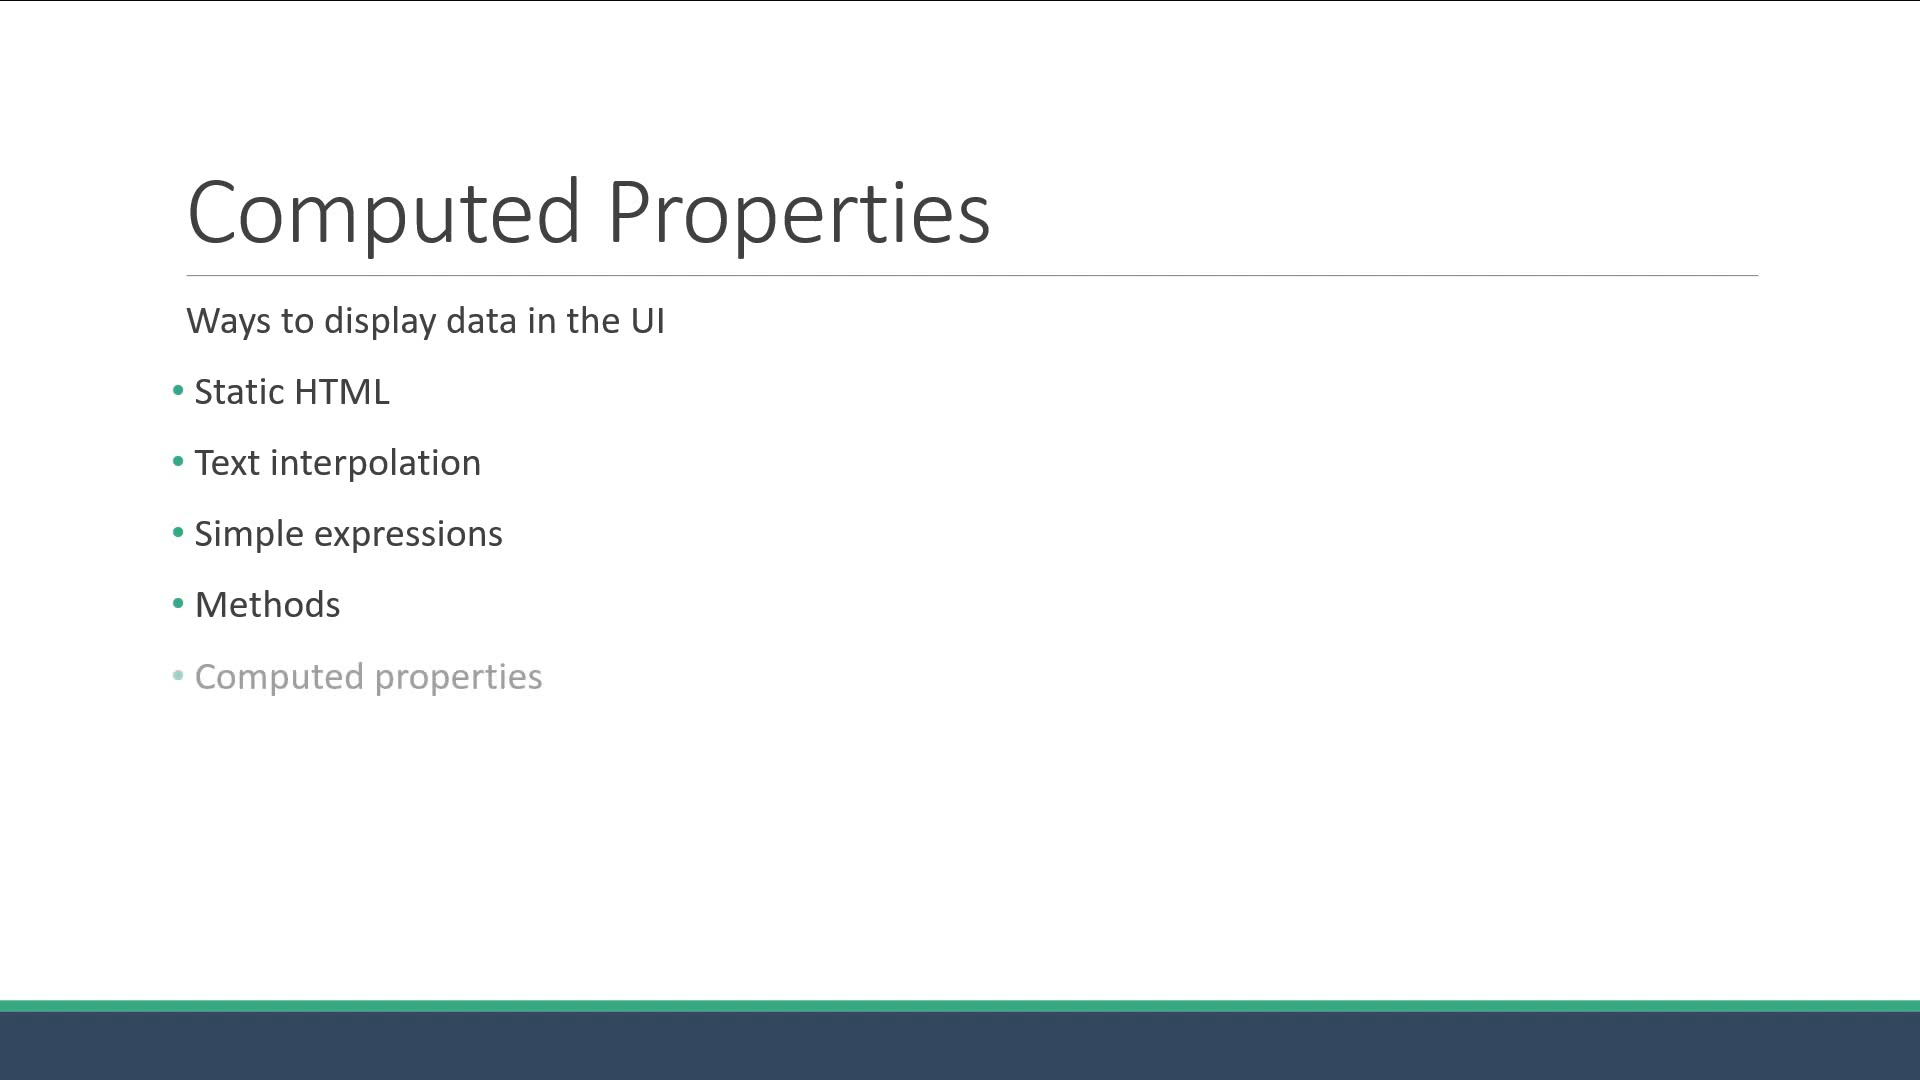 Computed Properties
Ways to display data in the UI
• Static HTML
• Text interpolation
• Simple expressions
• Methods
• Computed properties